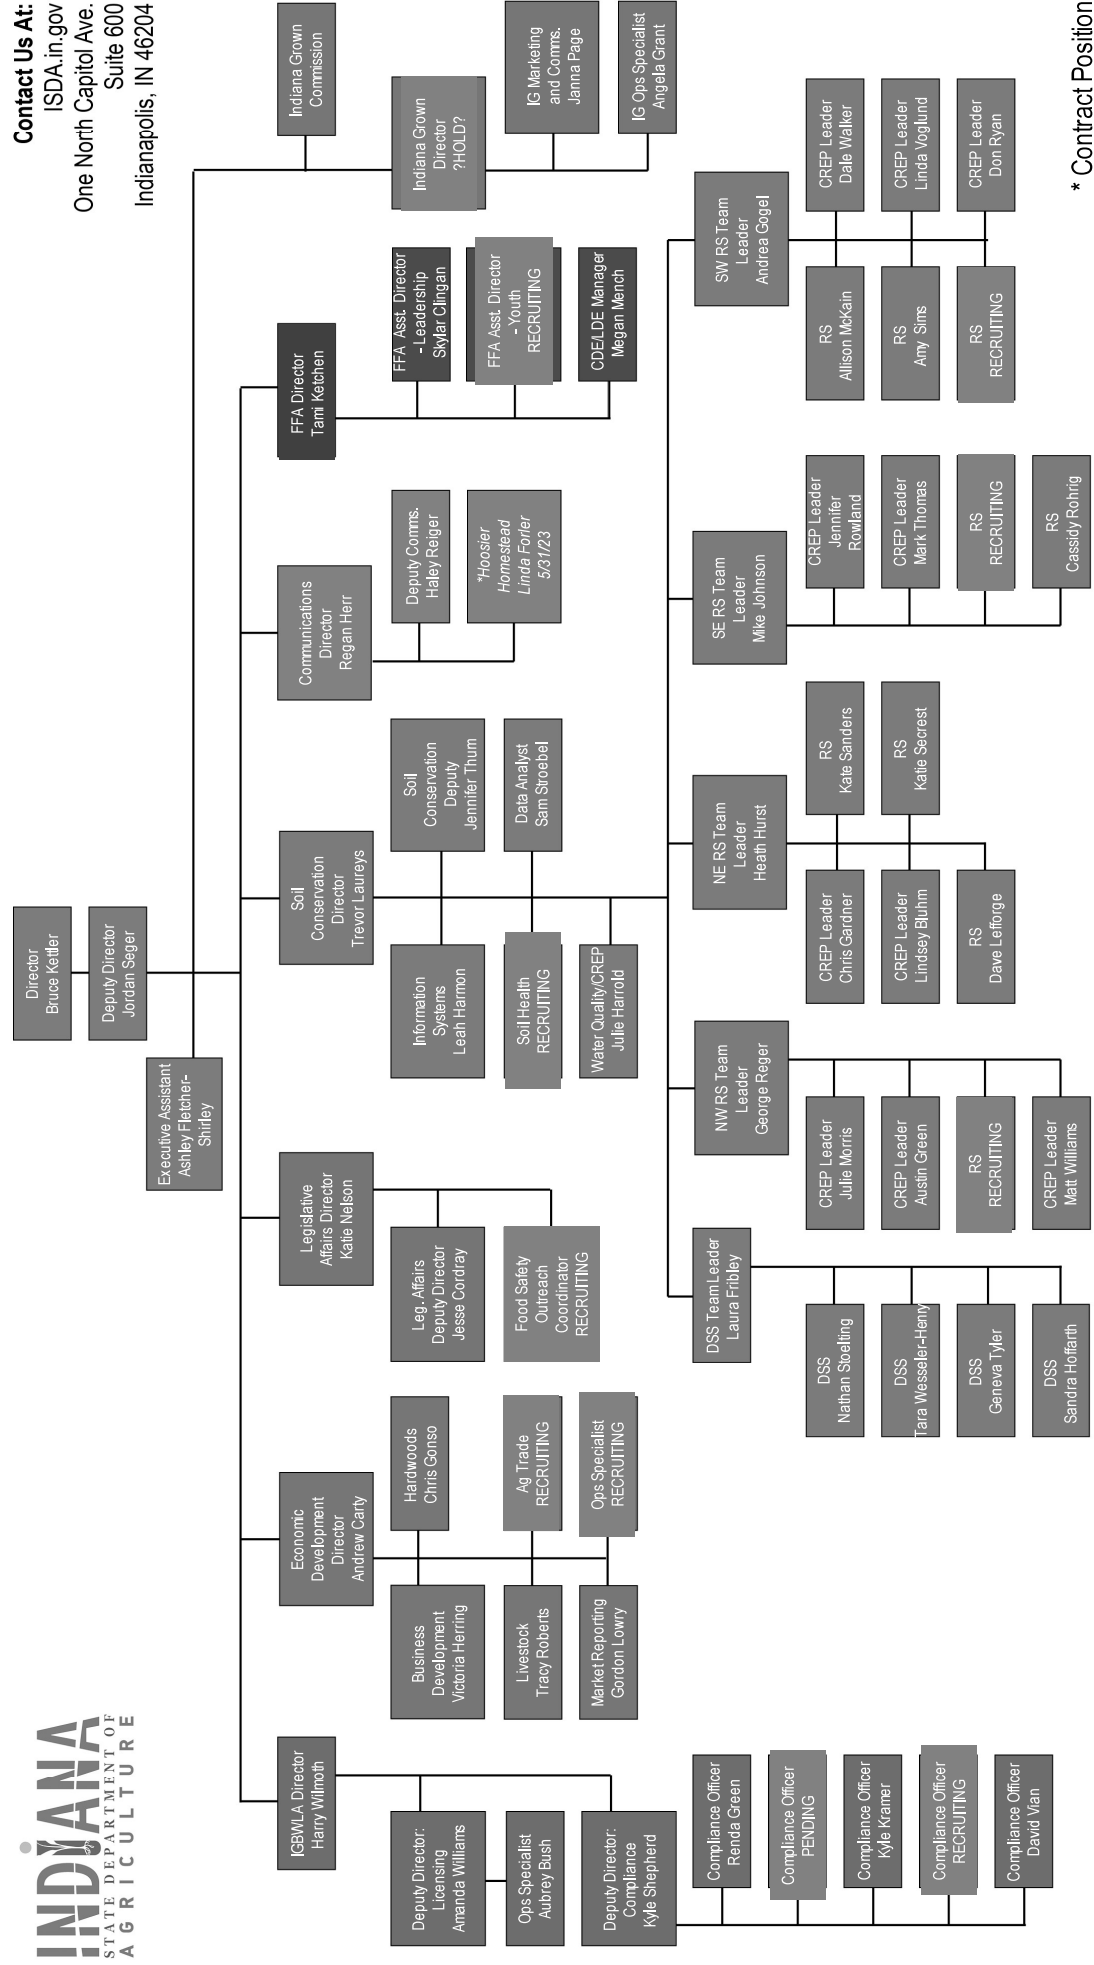 INDIANA
STATE DEPARTMENT OF
AGRICULTURE
Director
Bruce Kettler
Deputy Director
Jordan Seger
Executive Assistant
Ashley Fletcher-
Shirley
Contact Us At:
ISDA.in.gov
One North Capitol Ave.
Suite 600
Indianapolis, IN 46204
IGBWLA Director
Harry Wilmoth
Deputy Director:
Licensing
Amanda Williams
Ops Specialist
Aubrey Bush
Deputy Director:
Compliance
Kyle Shepherd
Compliance Officer
Renda Green
Compliance Officer
PENDING
Compliance Officer
Kyle Kramer
Compliance Officer
RECRUITING
Compliance Officer
David Vian
Economic
Development
Director
Andrew Carty
Business
Development
Victoria Herring
Hardwoods
Chris Gonso
Livestock
Tracy Roberts
Ag Trade
RECRUITING
Market Reporting
Gordon Lowry
Ops Specialist
RECRUITING
Legislative
Affairs Director
Katie Nelson
Leg. Affairs
Deputy Director
Jesse Cordray
Food Safety
Outreach
Coordinator
RECRUITING
Soil
Conservation
Director
Trevor Laureys
Information
Systems
Leah Harmon
Soil
Conservation
Deputy
Jennifer Thum
Soil Health
RECRUITING
Data Analyst
Sam Stroebel
Water Quality/CREP
Julie Harrold
DSS Team Leader
Laura Fribley
DSS
Nathan Stoelting
DSS
Tara Wesseler-Henry
DSS
Geneva Tyler
DSS
Sandra Hoffarth
NW RS Team
Leader
George Reger
CREP Leader
Julie Morris
CREP Leader
Austin Green
RS
RECRUITING
CREP Leader
Matt Williams
NE RS Team
Leader
Heath Hurst
CREP Leader
Chris Gardner
RS
Kate Sanders
CREP Leader
Lindsey Bluhm
RS
Katie Secrest
RS
Dave Lefforge
SE RS Team
Leader
Mike Johnson
CREP Leader
Jennifer
Rowland
CREP Leader
Mark Thomas
RS
RECRUITING
RS
Cassidy Rohrig
SW RS Team
Leader
Andrea Gogel
RS
Allison McKain
CREP Leader
Dale Walker
RS
Amy Sims
CREP Leader
Linda Voglund
RS
RECRUITING
CREP Leader
Don Ryan
Communications
Director
Regan Herr
Deputy Comms.
Haley Reiger
*Hoosier
Homestead
Linda Forler
5/31/23
FFA Director
Tami Ketchen
FFA Asst. Director
- Leadership
Skylar Clingan
FFA Asst. Director
- Youth
RECRUITING
CDE/LDE Manager
Megan Mench
Indiana Grown
Commission
Indiana Grown
Director
?HOLD?
IG Marketing
and Comms.
Janna Page
IG Ops Specialist
Angela Grant
* Contract Position